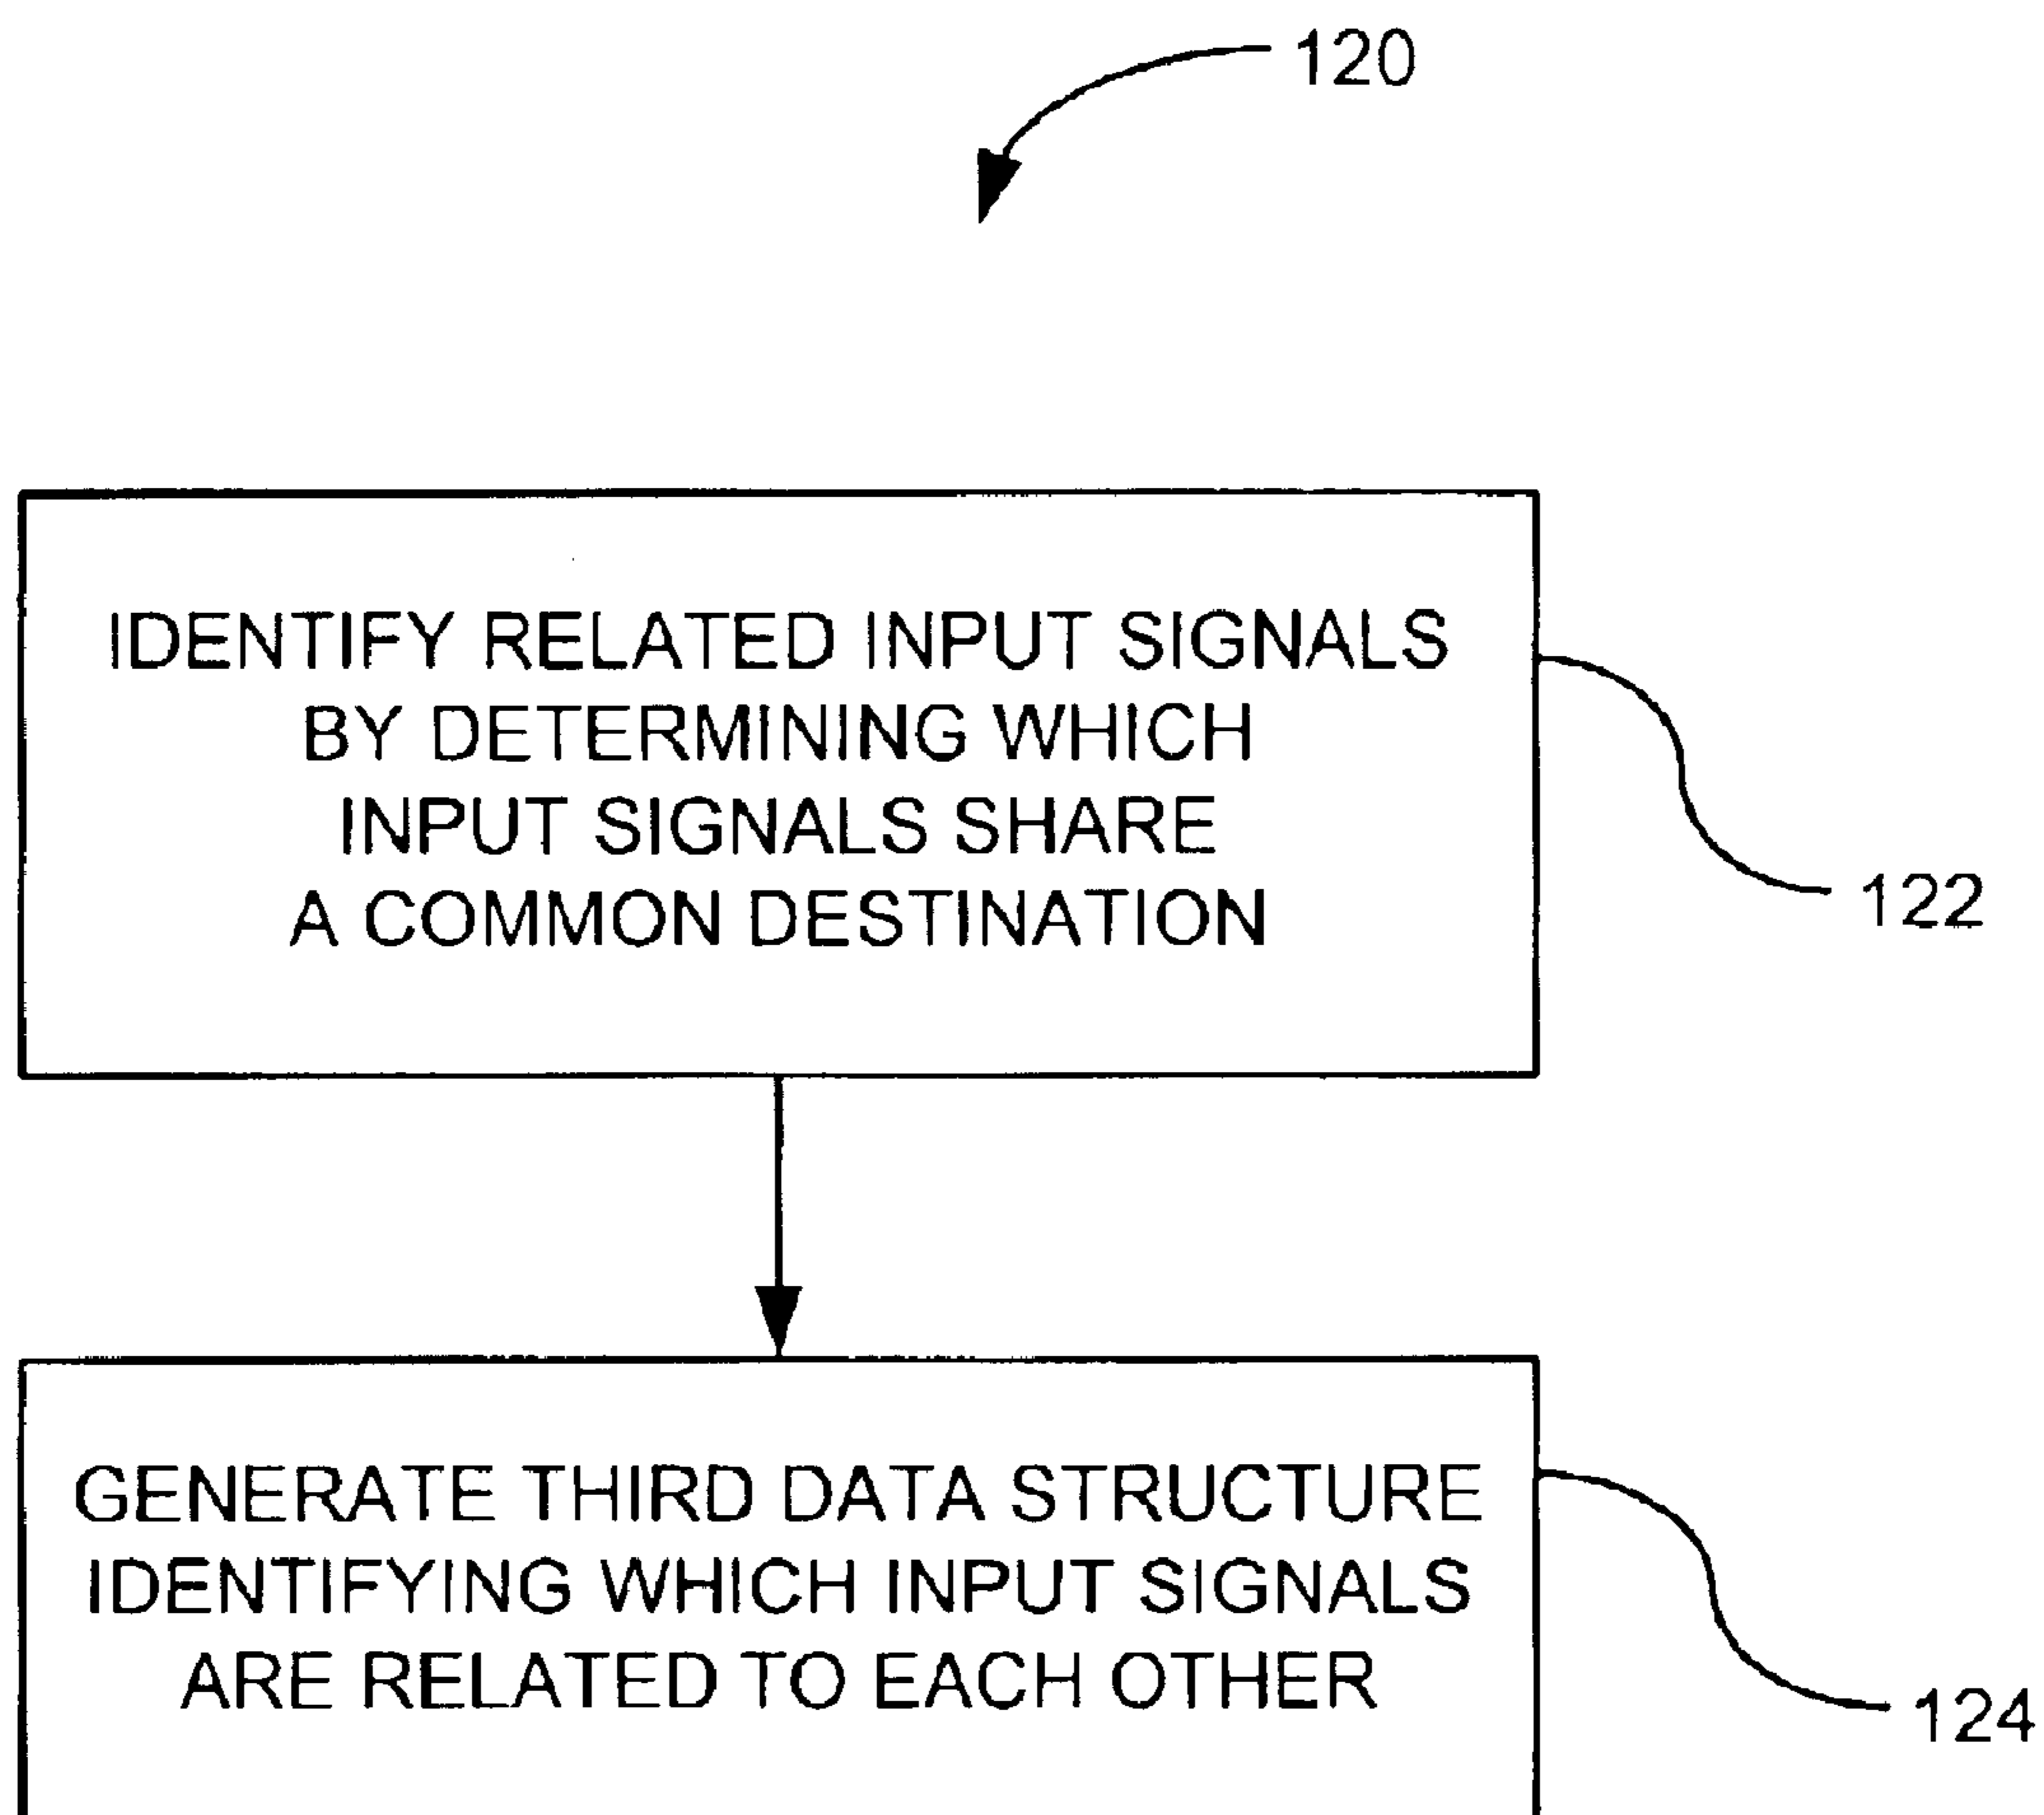 120
IDENTIFY RELATED INPUT SIGNALS
BY DETERMINING WHICH
INPUT SIGNALS SHARE
A COMMON DESTINATION
122
GENERATE THIRD DATA STRUCTURE
IDENTIFYING WHICH INPUT SIGNALS
ARE RELATED TO EACH OTHER
124